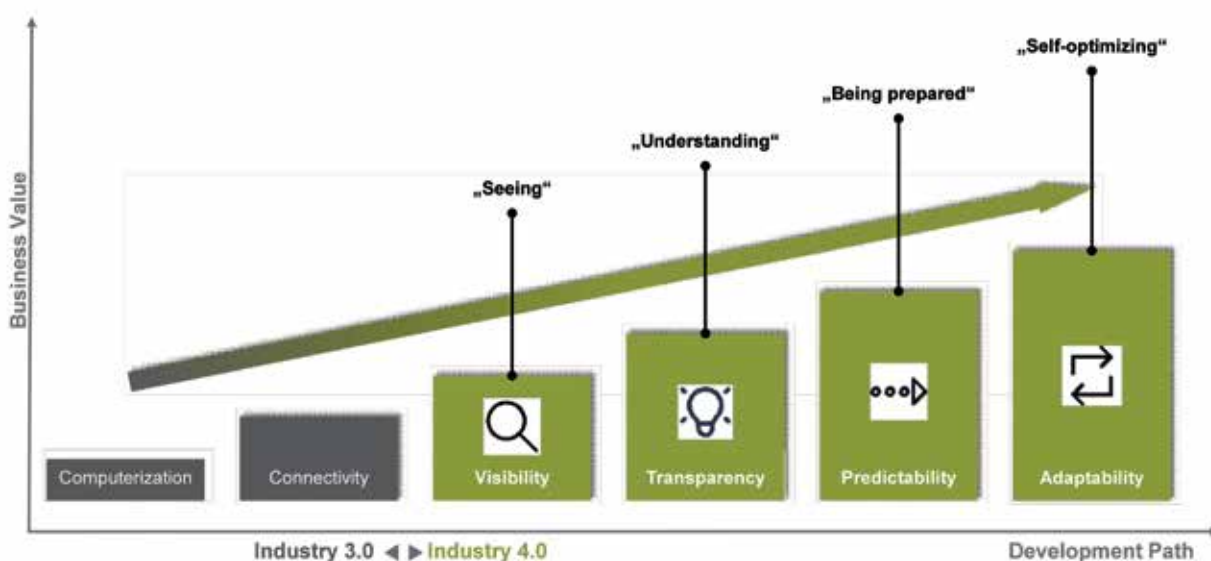 „Self-optimizing“
„Being prepared“
„Understanding“
„Seeing“
Business Value
Computerization
Connectivity
Visibility
Transparency
Predictability
Adaptability
Industry 3.0 ◄ ► Industry 4.0
Development Path